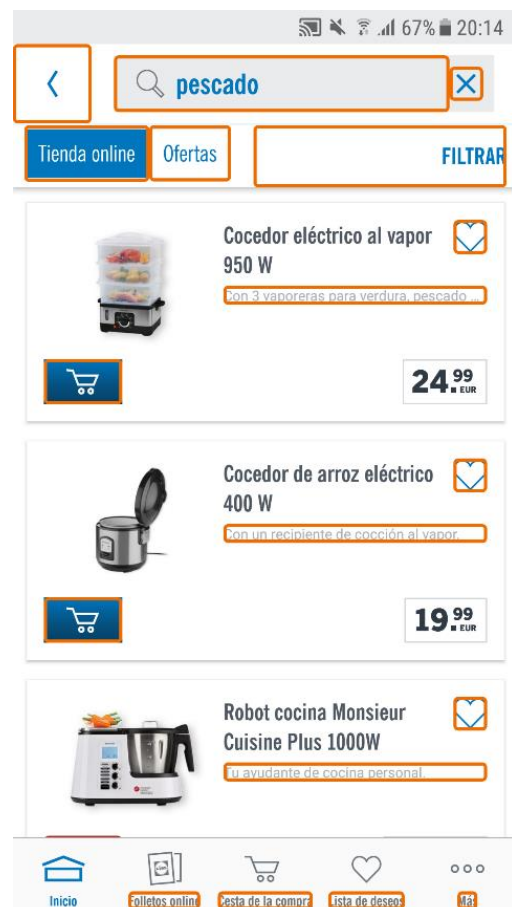 67% 20:14
pescado
Tienda online Ofertas FILTRAR
Cocedor eléctrico al vapor
950 W
Con 3 vaporeras para verdura, pescado ...
24.99
EUR
Cocedor de arroz eléctrico
400 W
Con un recipiente de cocción al vapor.
19.99
EUR
Robot cocina Monsieur
Cuisine Plus 1000W
Tu ayudante de cocina personal.
Inicio Folletos online Cesta de la compra Lista de deseos Más